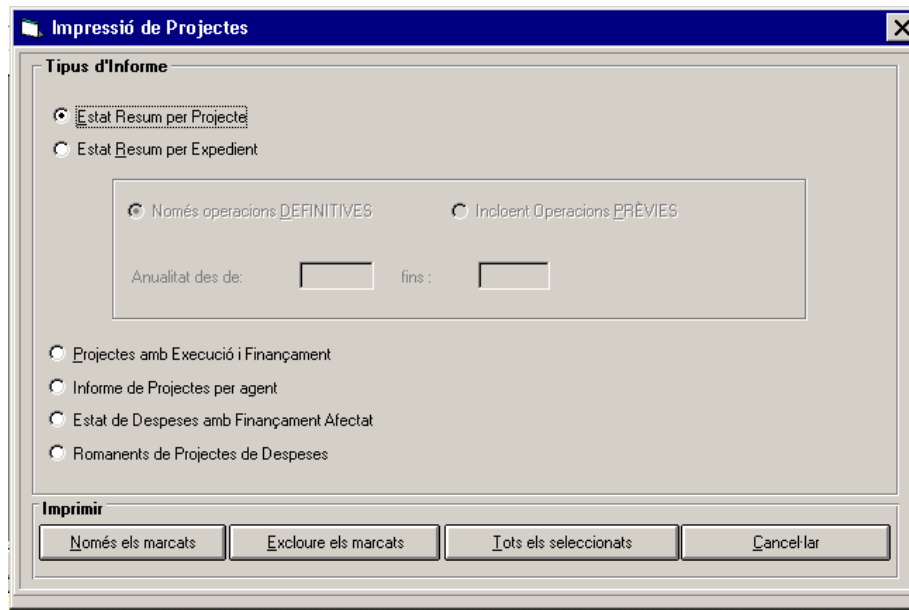 Impressió de Projectes
Tipus d'Informe
Estat Resum per Projecte
Estat Resum per Expedient
Només operacions DEFINITIVES Incloent Operacions PRÈVIES
Anualitat des de: fins :
Projectes amb Execució i Finançament
Informe de Projectes per agent
Estat de Despeses amb Finançament Afectat
Romanents de Projectes de Despeses
Imprimir
Només els marcats Excloure els marcats Tots els seleccionats Cancel·lar